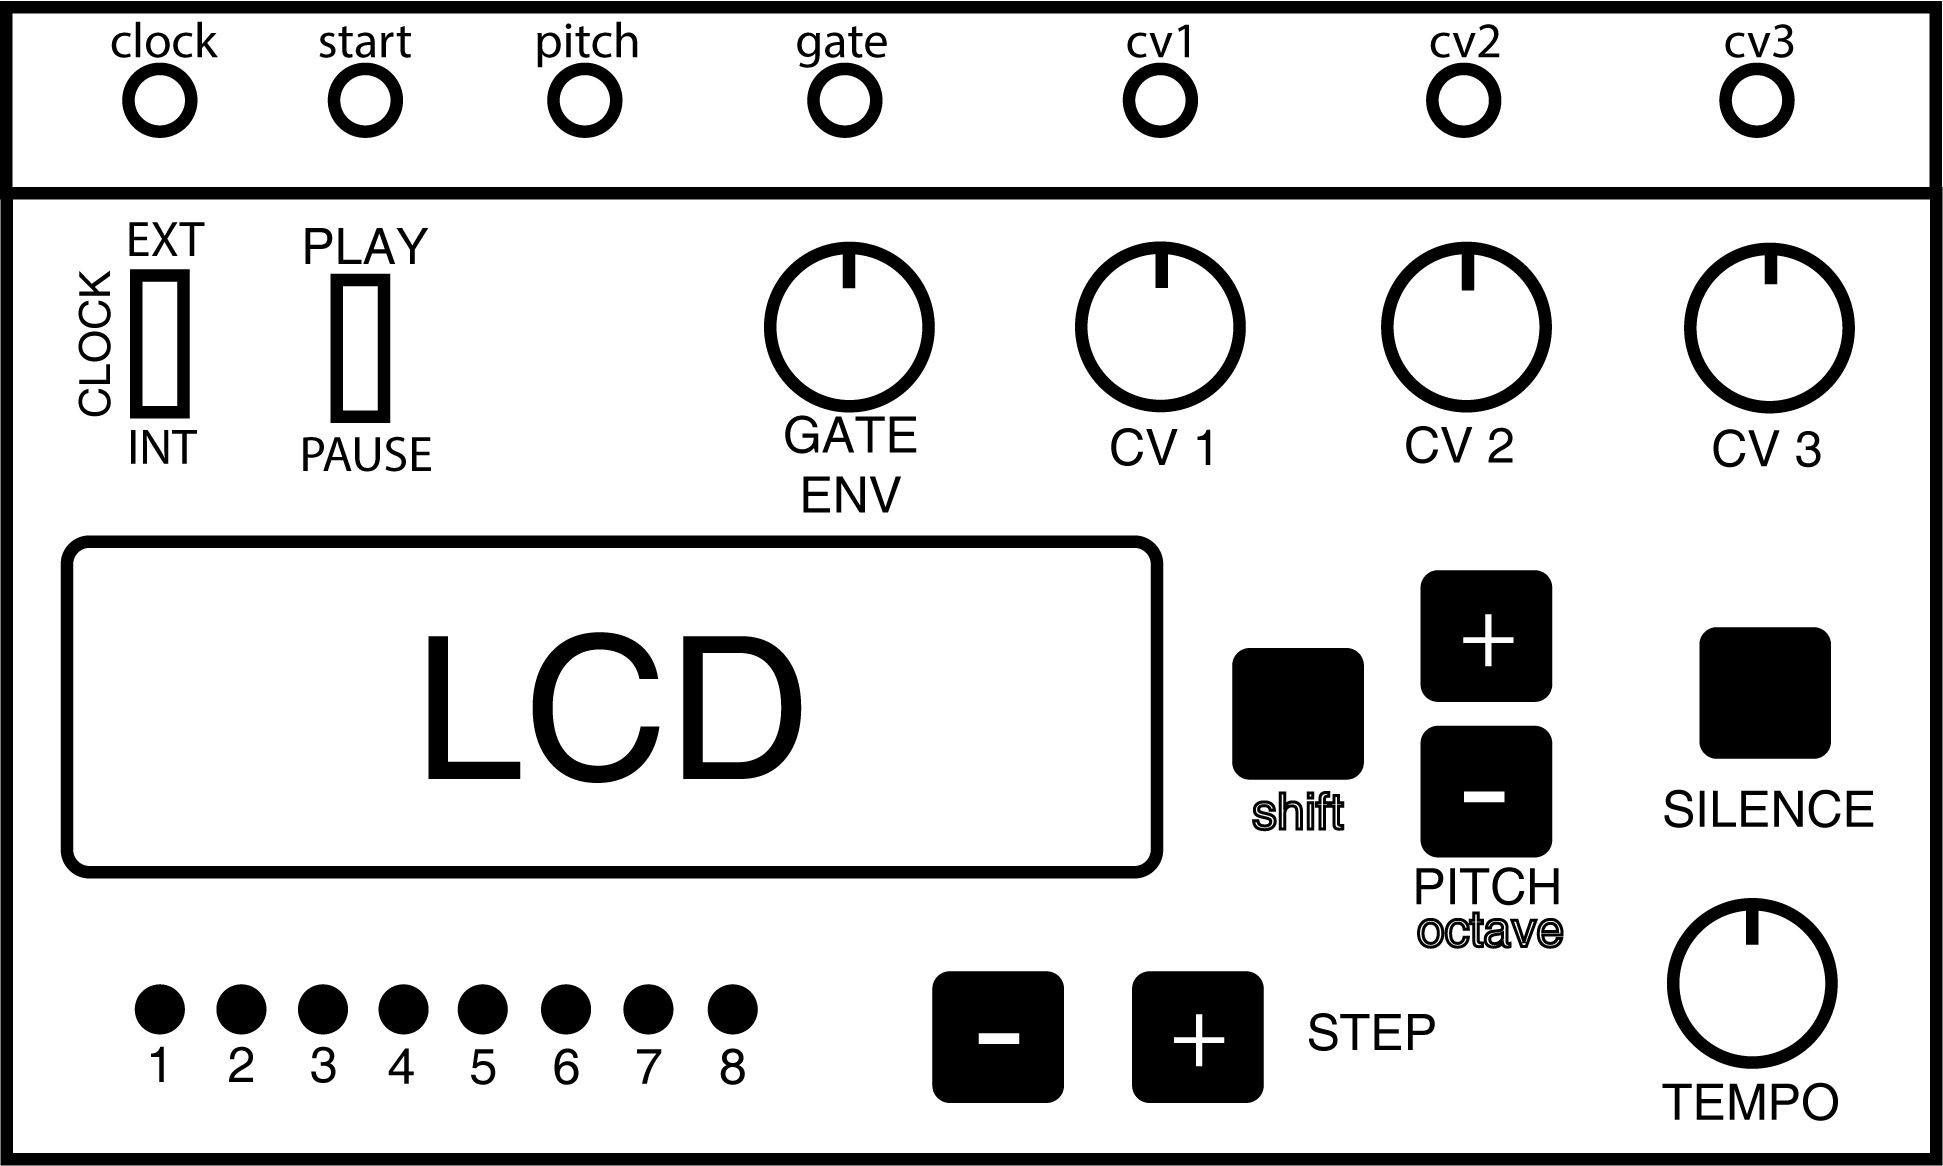 clock start pitch gate cv1 cv2 cv3
EXT
CLOCK
INT
PLAY
PAUSE
GATE
ENV
CV 1
CV 2
CV 3
LCD
shift
+
-
PITCH
octave
SILENCE
1 2 3 4 5 6 7 8
- + STEP
TEMPO